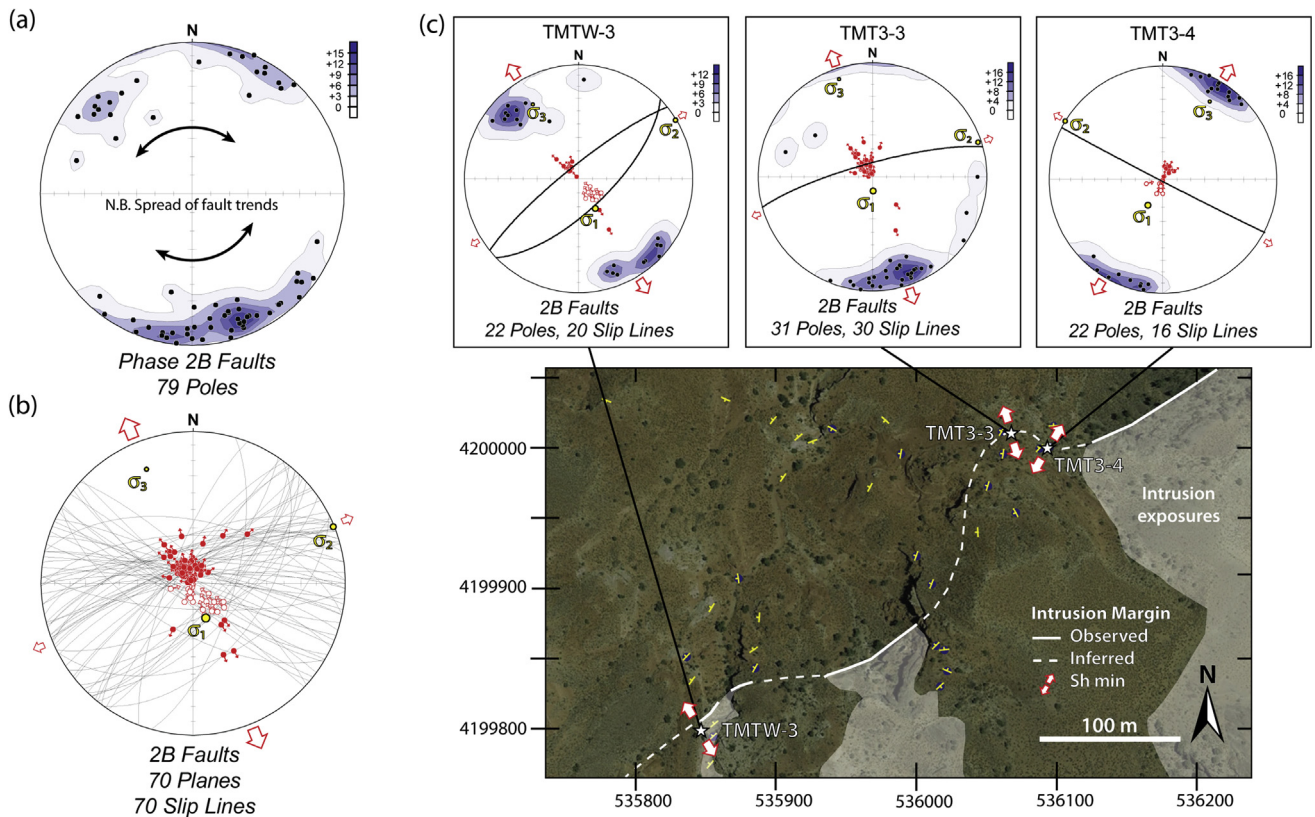 (a)
N
+15
+12
+9
+6
+3
0
N.B. Spread of fault trends
Phase 2B Faults
79 Poles
(b)
N
σ3
σ2
σ1
2B Faults
70 Planes
70 Slip Lines
(c)
TMTW-3
N
+12
+9
+6
+3
0
σ3
σ2
σ1
2B Faults
22 Poles, 20 Slip Lines
TMT3-3
N
+16
+12
+8
+4
0
σ3
σ2
σ1
2B Faults
31 Poles, 30 Slip Lines
TMT3-4
N
+16
+12
+8
+4
0
σ3
σ2
σ1
2B Faults
22 Poles, 16 Slip Lines
4200000
4199900
4199800
TMT3-3
TMT3-4
Intrusion
exposures
Intrusion Margin
Observed
Inferred
Sh min
N
100 m
TMTW-3
535800
535900
536000
536100
536200